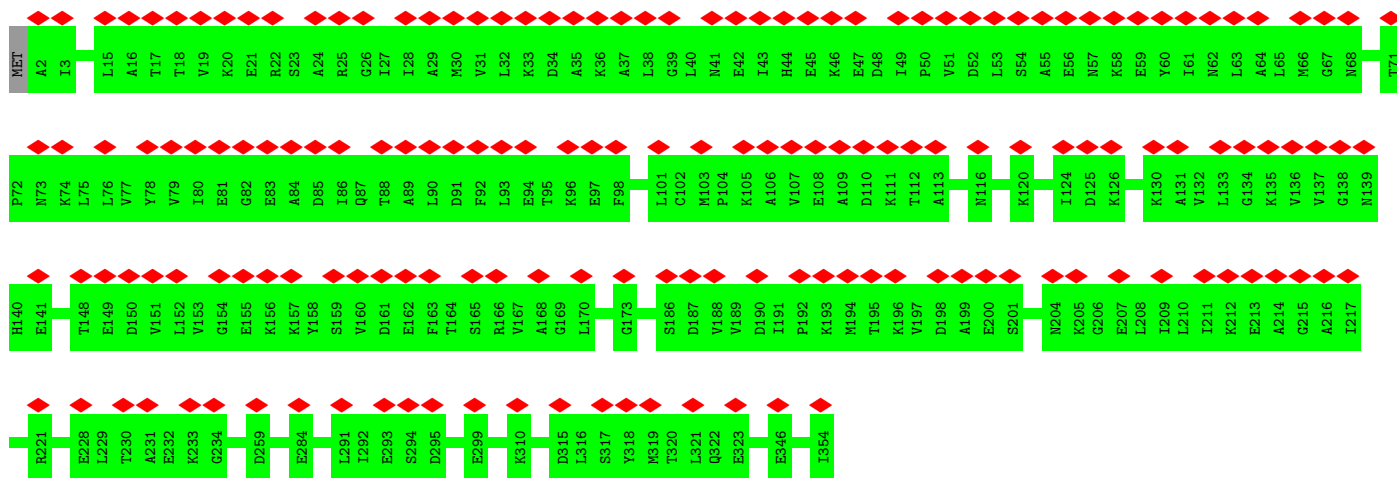 MET A2 I3 L15 A16 T17 T18 V19 K20 E21 R22 S23 A24 R25 G26 I27 I28 A29 M30 V31 L32 K33 D34 A35 K36 A37 L38 G39 L40 N41 E42 I43 H44 E45 K46 E47 D48 I49 P50 V51 D52 L53 S54 A55 E56 N57 K58 E59 Y60 I61 N62 L63 A64 L65 M66 G67 N68 T71
P72 N73 K74 L75 L76 V77 Y78 V79 I80 E81 G82 E83 A84 D85 I86 Q87 T88 A89 L90 D91 F92 L93 E94 T95 K96 E97 F98 L101 C102 M103 P104 K105 A106 V107 E108 A109 D110 K111 T112 A113 N116 K120 I124 D125 K126 K130 A131 V132 L133 G134 K135 V136 V137 G138 N139
H140 E141 T148 E149 D150 V151 L152 V153 G154 E155 K156 K157 Y158 S159 V160 D161 E162 F163 T164 S165 R166 V167 A168 G169 L170 G173 S186 D187 V188 V189 D190 I191 P192 K193 M194 T195 K196 V197 D198 A199 E200 S201 N204 K205 G206 E207 L208 I209 L210 I211 K212 E213 A214 G215 A216 I217
R221 E228 L229 T230 A231 E232 K233 G234 D259 E284 L291 I292 E293 S294 D295 E299 K310 D315 L316 S317 Y318 M319 T320 L321 Q322 E323 E346 I354